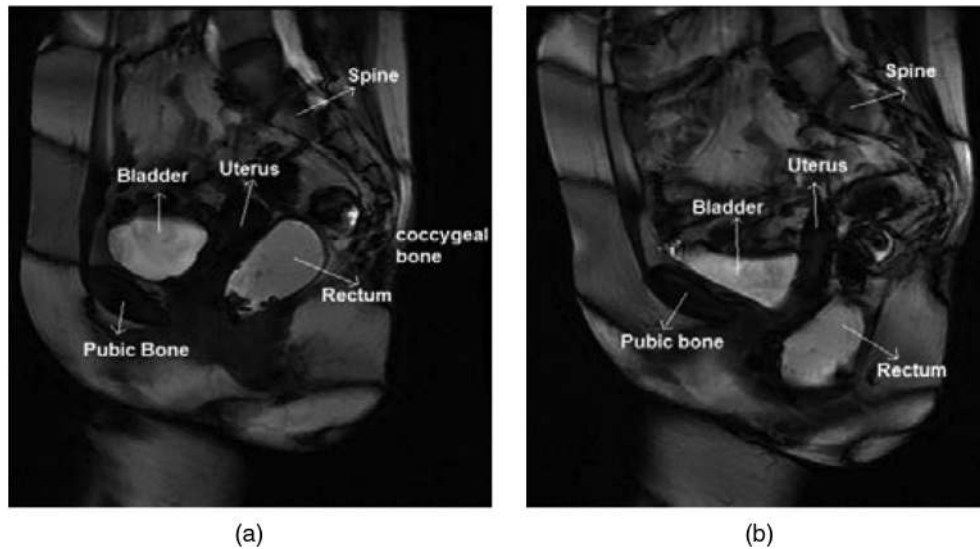 Spine
Uterus
Bladder
coccygeal
bone
Rectum
Pubic Bone
(a)
Spine
Uterus
Bladder
Pubic bone
Rectum
(b)